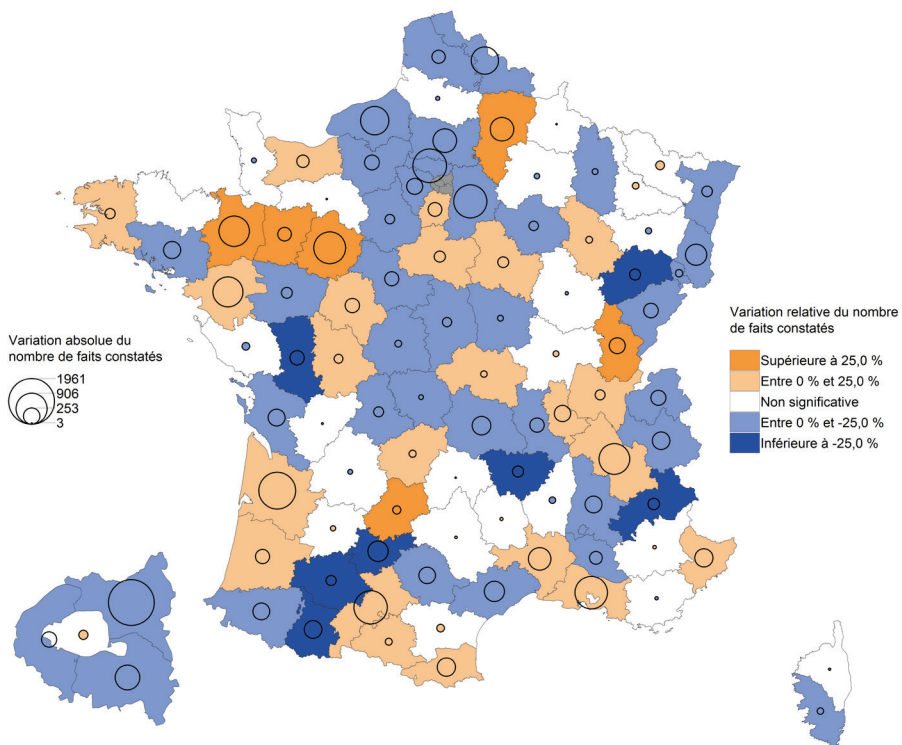 Variation absolue du
nombre de faits constatés
1961
906
253
3
Variation relative du nombre
de faits constatés
Supérieure à 25,0 %
Entre 0 % et 25,0 %
Non significative
Entre 0 % et -25,0 %
Inférieure à -25,0 %